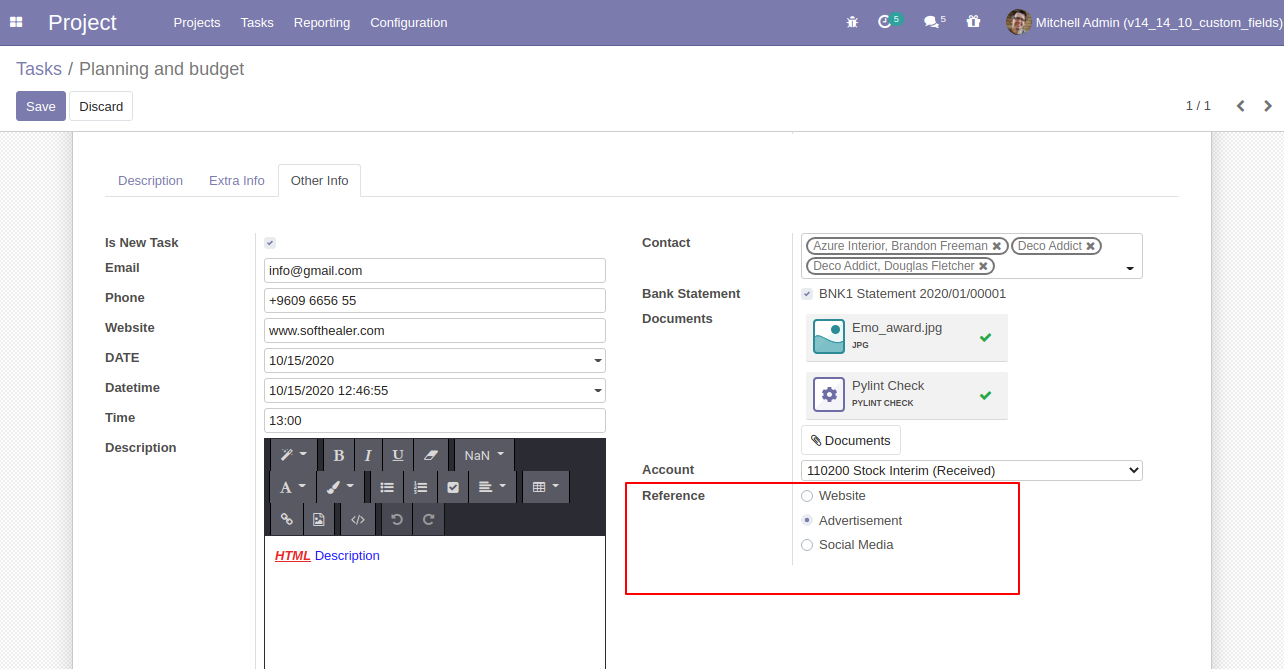 Project
Projects
Tasks
Reporting
Configuration
5
5
Mitchell Admin (v14_14_10_custom_fields)
Tasks / Planning and budget
Save
Discard
1 / 1
Description
Extra Info
Other Info
Is New Task
Email
info@gmail.com
Phone
+9609 6656 55
Website
www.softhealer.com
DATE
10/15/2020
Datetime
10/15/2020 12:46:55
Time
13:00
Description
B
I
U
NaN
A
HTML Description
Contact
Azure Interior, Brandon Freeman
Deco Addict
Deco Addict, Douglas Fletcher
Bank Statement
BNK1 Statement 2020/01/00001
Documents
Emo_award.jpg
JPG
Pylint Check
PYLINT CHECK
Documents
Account
110200 Stock Interim (Received)
Reference
Website
Advertisement
Social Media